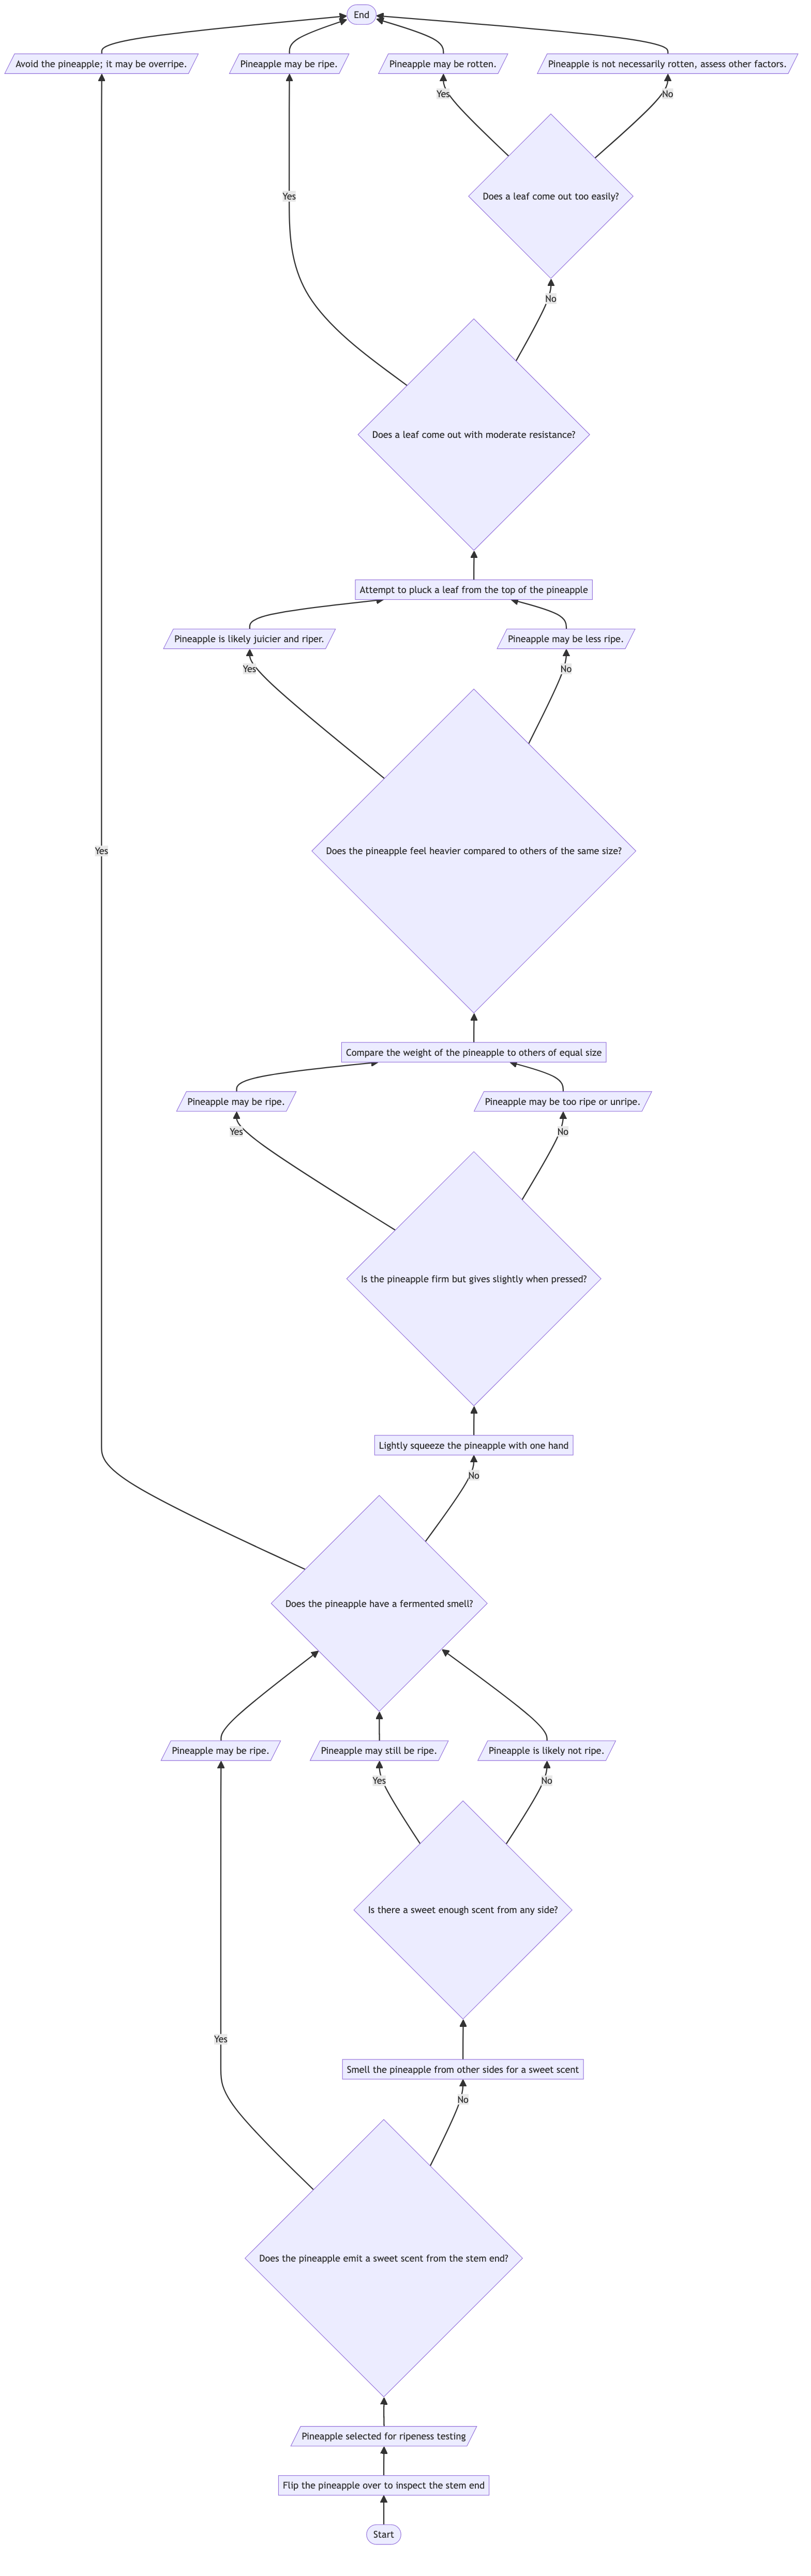 End
Avoid the pineapple; it may be overripe.
Pineapple may be ripe.
Pineapple may be rotten.
Pineapple is not necessarily rotten, assess other factors.
Yes
No
Does a leaf come out too easily?
Yes
No
Does a leaf come out with moderate resistance?
Attempt to pluck a leaf from the top of the pineapple
Pineapple is likely juicier and riper.
Pineapple may be less ripe.
Yes
No
Does the pineapple feel heavier compared to others of the same size?
Yes
Compare the weight of the pineapple to others of equal size
Pineapple may be ripe.
Pineapple may be too ripe or unripe.
Yes
No
Is the pineapple firm but gives slightly when pressed?
Lightly squeeze the pineapple with one hand
No
Does the pineapple have a fermented smell?
Pineapple may be ripe.
Pineapple may still be ripe.
Pineapple is likely not ripe.
Yes
No
Is there a sweet enough scent from any side?
Yes
Smell the pineapple from other sides for a sweet scent
No
Does the pineapple emit a sweet scent from the stem end?
Pineapple selected for ripeness testing
Flip the pineapple over to inspect the stem end
Start